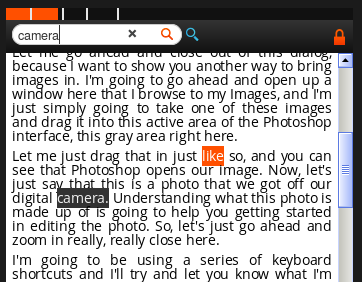 camera
let me go ahead and close out of this dialog,
because I want to show you another way to bring
images in. I'm going to go ahead and open up a
window here that I browse to my Images, and I'm
just simply going to take one of these images
and drag it into this active area of the Photoshop
interface, this gray area right here.
Let me just drag that in just like so, and you can
see that Photoshop opens our image. Now, let's
just say that this is a photo that we got off our
digital camera. Understanding what this photo is
made up of is going to help you getting started
in editing the photo. So, let's just go ahead and
zoom in really, really close here.
I'm going to be using a series of keyboard
shortcuts and I'll try and let you know what I'm